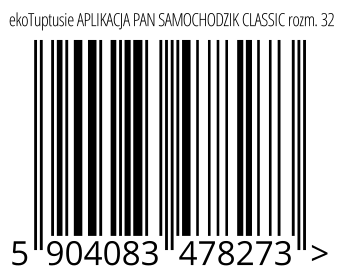 ekoTuptusie APLIKACJA PAN SAMOCHODZIK CLASSIC rozm. 32
5 904083 478273 >